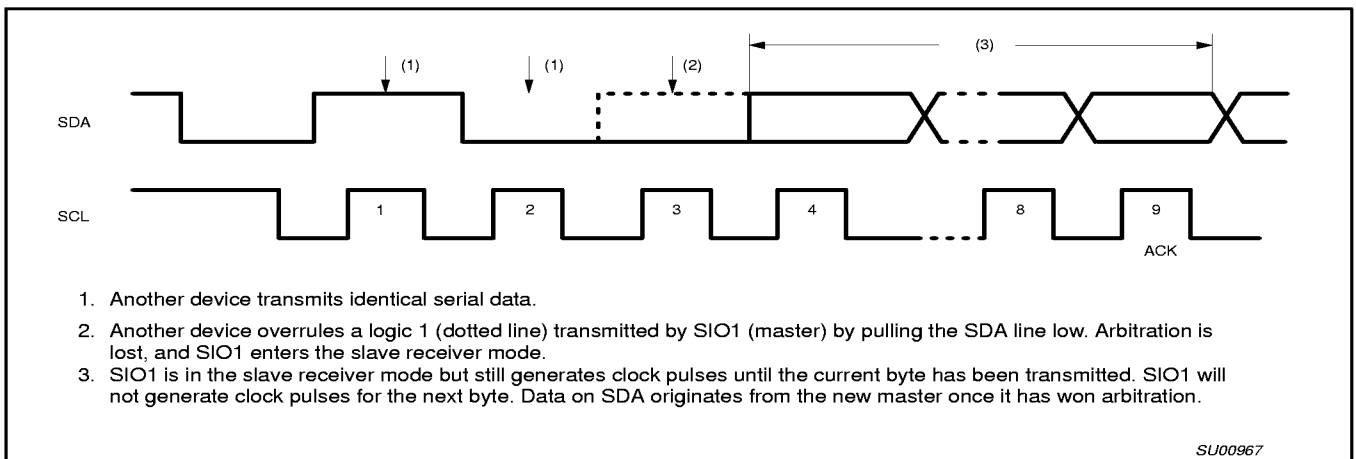 (1) (1) (2) (3)
SDA
SCL 1 2 3 4 8 9
ACK
1. Another device transmits identical serial data.
2. Another device overrules a logic 1 (dotted line) transmitted by SIO1 (master) by pulling the SDA line low. Arbitration is
lost, and SIO1 enters the slave receiver mode.
3. SIO1 is in the slave receiver mode but still generates clock pulses until the current byte has been transmitted. SIO1 will
not generate clock pulses for the next byte. Data on SDA originates from the new master once it has won arbitration.
SU00967